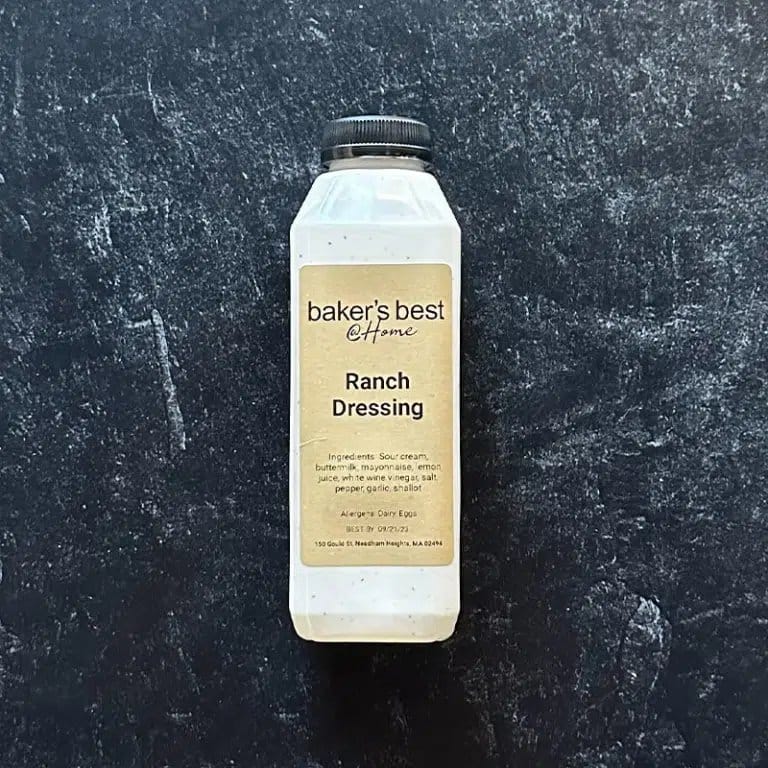 baker's best
@Home
Ranch
Dressing
Ingredients: Sour cream,
buttermilk, mayonnaise, lemon
juice, white wine vinegar, salt,
pepper, garlic, shallot
Allergens: Dairy, Eggs
BEST BY: 09/21/23
150 Gould St, Needham Heights, MA 02494